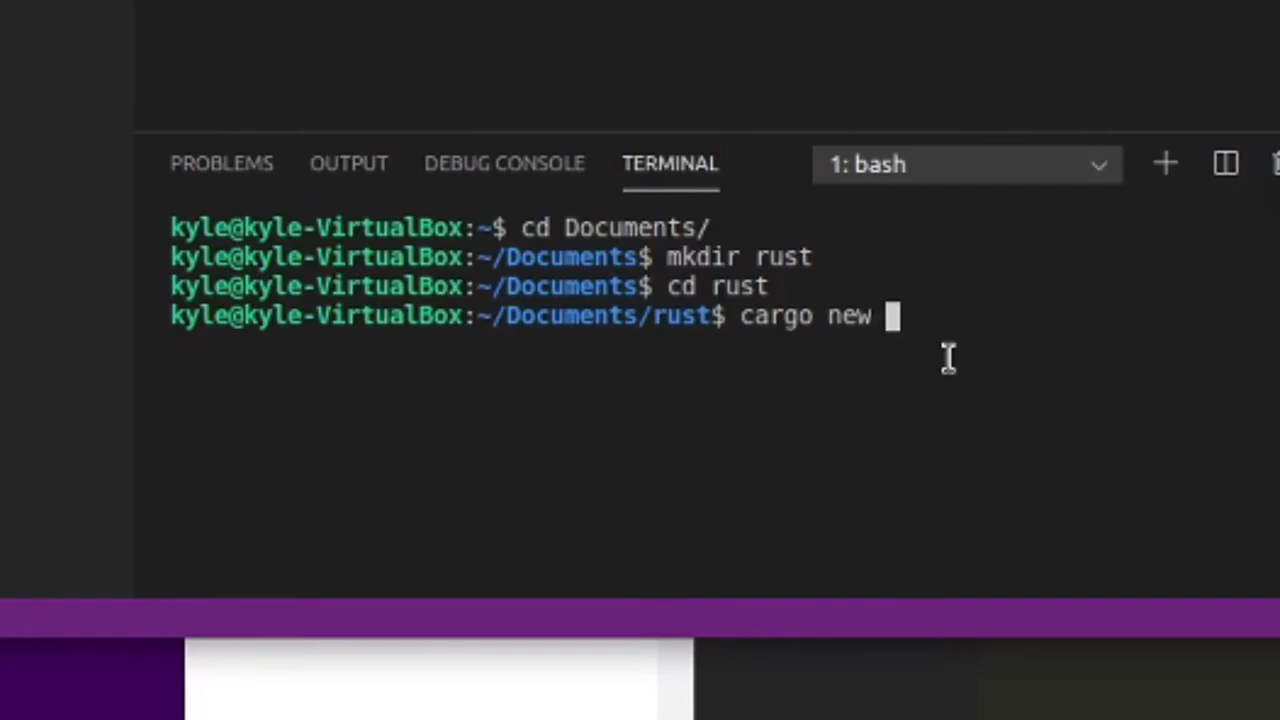 PROBLEMS OUTPUT DEBUG CONSOLE TERMINAL 1: bash
kyle@kyle-VirtualBox:~$ cd Documents/
kyle@kyle-VirtualBox:~/Documents$ mkdir rust
kyle@kyle-VirtualBox:~/Documents$ cd rust
kyle@kyle-VirtualBox:~/Documents/rust$ cargo new